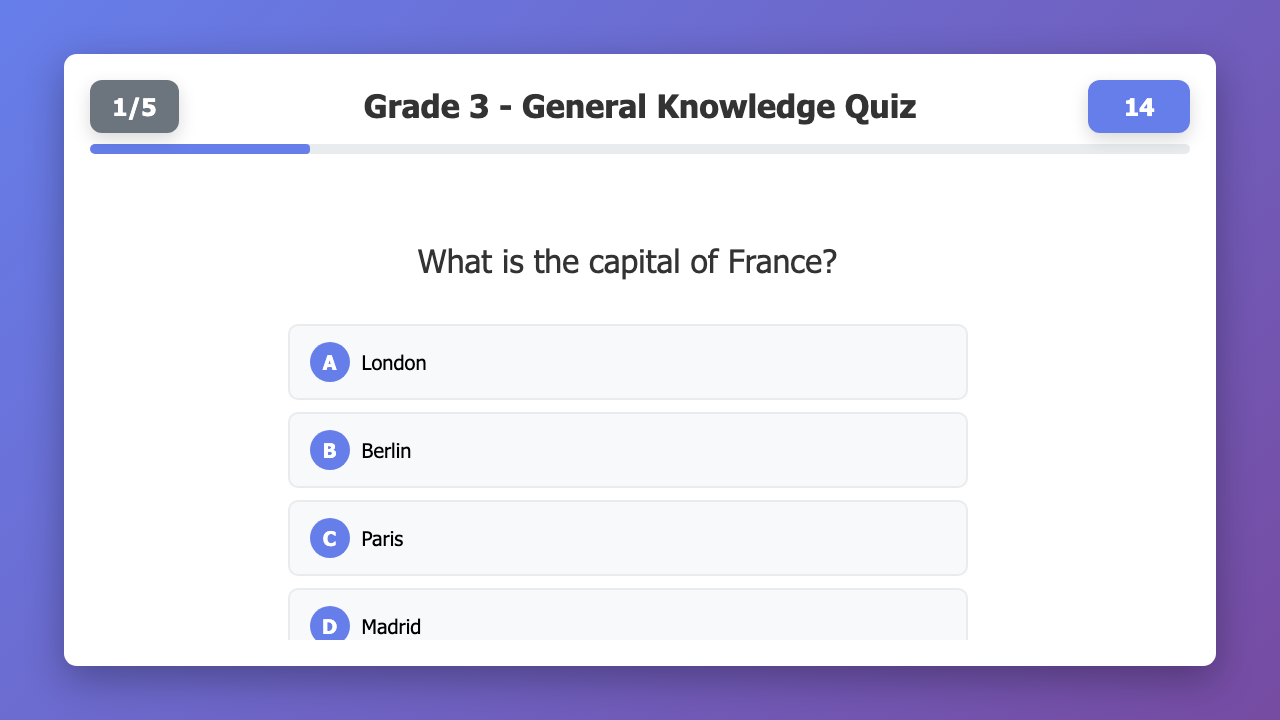 1/5
Grade 3 - General Knowledge Quiz
14
What is the capital of France?
A London
B Berlin
C Paris
D Madrid